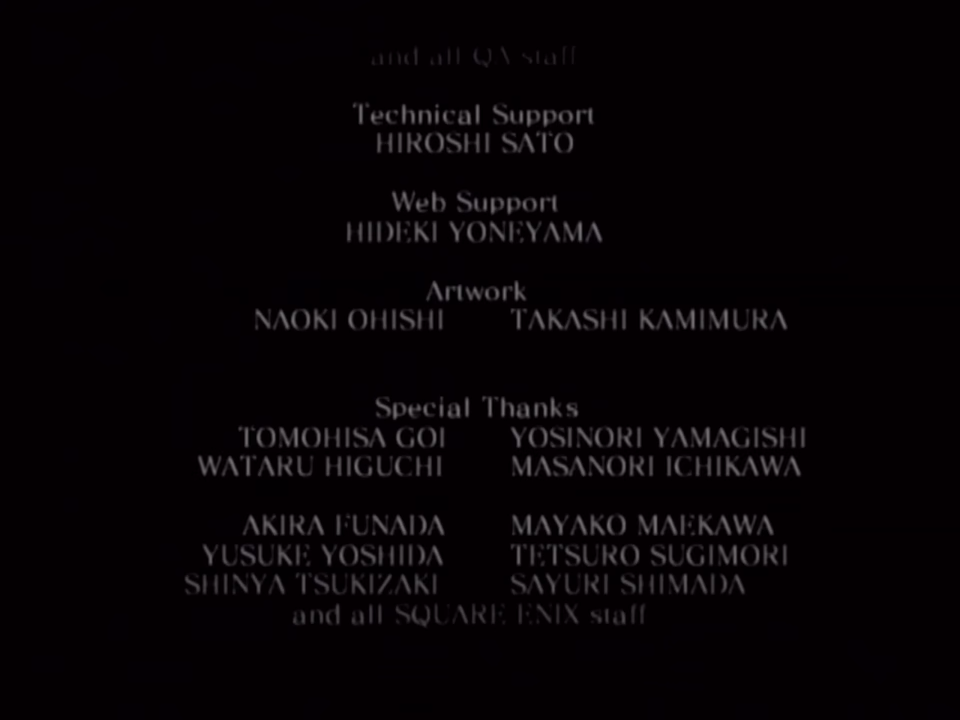 and all QA staff
Technical Support
HIROSHI SATO
Web Support
HIDEKI YONEYAMA
Artwork
NAOKI OHISHI TAKASHI KAMIMURA
Special Thanks
TOMOHISA GOI YOSINORI YAMAGISHI
WATARU HIGUCHI MASANORI ICHIKAWA
AKIRA FUNADA MAYAKO MAEKAWA
YUSUKE YOSHIDA TETSURO SUGIMORI
SHINYA TSUKIZAKI SAYURI SHIMADA
and all SQUARE ENIX staff